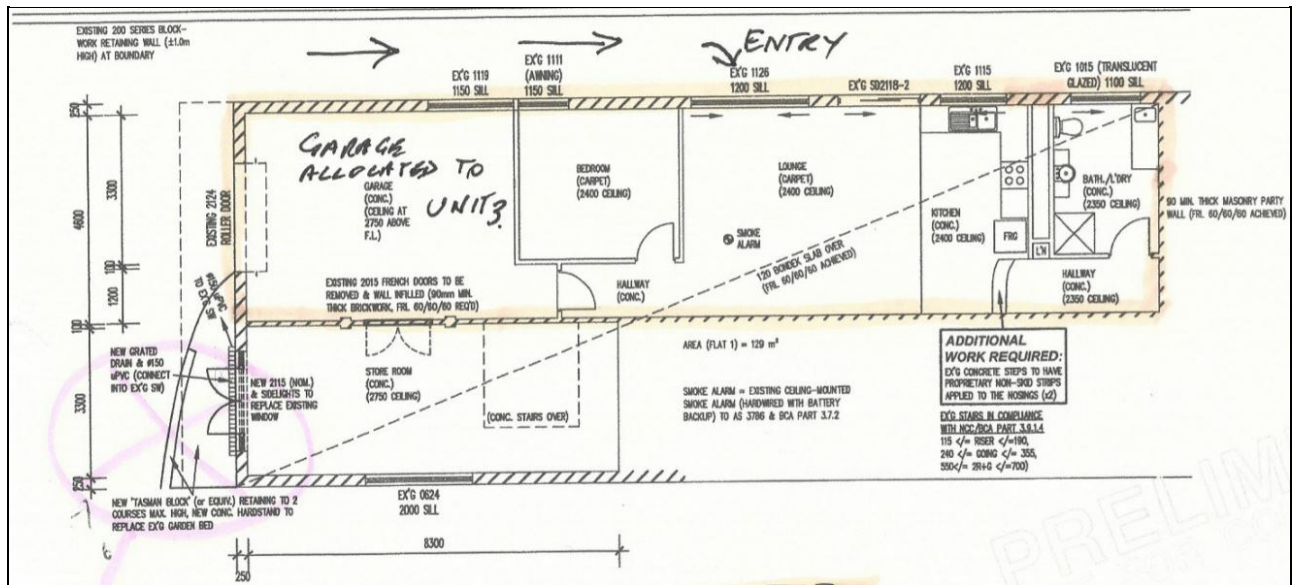 EXISTING 200 SERIES BLOCK-
WORK RETAINING WALL (±1.0m
HIGH) AT BOUNDARY
ENTRY
EX'G 1119
1150 SILL
EX'G 1111
(AWNING)
1150 SILL
EX'G 1126
1200 SILL
EX'G SD2118-2
EX'G 1115
1200 SILL
EX'G 1015 (TRANSLUCENT
GLAZED) 1100 SILL
250
3300
4600
100
1200
100
3300
250
EXISTING 2124
ROLLER DOOR
GARAGE
ALLOCATED TO
UNIT 3.
GARAGE
(CONC.)
(CEILING AT
2750 ABOVE
F.L.)
BEDROOM
(CARPET)
(2400 CEILING)
LOUNGE
(CARPET)
(2400 CEILING)
SMOKE
ALARM
KITCHEN
(CONC.)
(2400 CEILING)
FRG
L'N
BATH./L'DRY
(CONC.)
(2350 CEILING)
90 MIN. THICK MASONRY PARTY
WALL (FRL 60/60/60 ACHIEVED)
120 BONDEK SLAB OVER
(FRL 60/60/60 ACHIEVED)
HALLWAY
(CONC.)
HALLWAY
(CONC.)
(2350 CEILING)
EXISTING 2015 FRENCH DOORS TO BE
REMOVED & WALL INFILLED (90mm MIN.
THICK BRICKWORK, FRL 60/60/60 REQ'D)
ø150 uPVC
TO EX'G SW
NEW GRATED
DRAIN & ø150
uPVC (CONNECT
INTO EX'G SW)
NEW 2115 (NOM.)
& SIDELIGHTS TO
REPLACE EXISTING
WINDOW
STORE ROOM
(CONC.)
(2750 CEILING)
(CONC. STAIRS OVER)
AREA (FLAT 1) = 129 m²
SMOKE ALARM = EXISTING CEILING-MOUNTED
SMOKE ALARM (HARDWIRED WITH BATTERY
BACKUP) TO AS 3786 & BCA PART 3.7.2
ADDITIONAL
WORK REQUIRED:
EX'G CONCRETE STEPS TO HAVE
PROPRIETARY NON-SKID STRIPS
APPLIED TO THE NOSINGS (x2)
EX'G STAIRS IN COMPLIANCE
WITH NCC/BCA PART 3.9.1.4
115 </= RISER </=190,
240 </= GOING </= 355,
550</= 2R+G </=700)
NEW 'TASMAN BLOCK' (or EQUIV.) RETAINING TO 2
COURSES MAX. HIGH, NEW CONC. HARDSTAND TO
REPLACE EX'G GARDEN BED
EX'G 0624
2000 SILL
8300
250
PRELIM